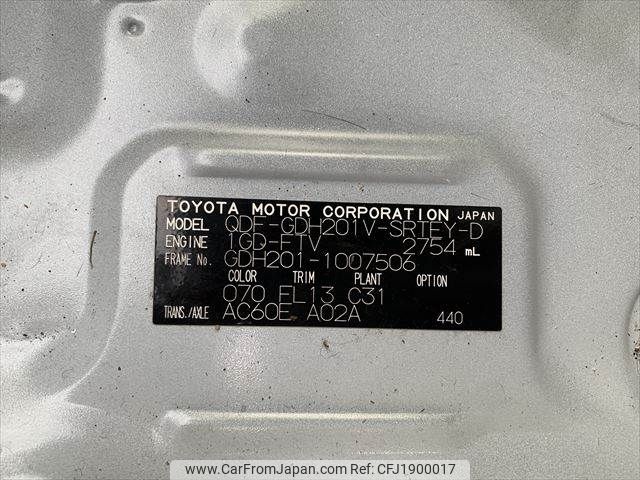 TOYOTA MOTOR CORPORATION JAPAN
MODEL QDF-GDH201V-SRTEY-D
ENGINE 1GD-FTV 2754 mL
FRAME No. GDH201-1007506
COLOR TRIM PLANT OPTION
070 EL13 C31
TRANS./AXLE AC60E A02A 440
www.CarFromJapan.com Ref No: CFJ1900017